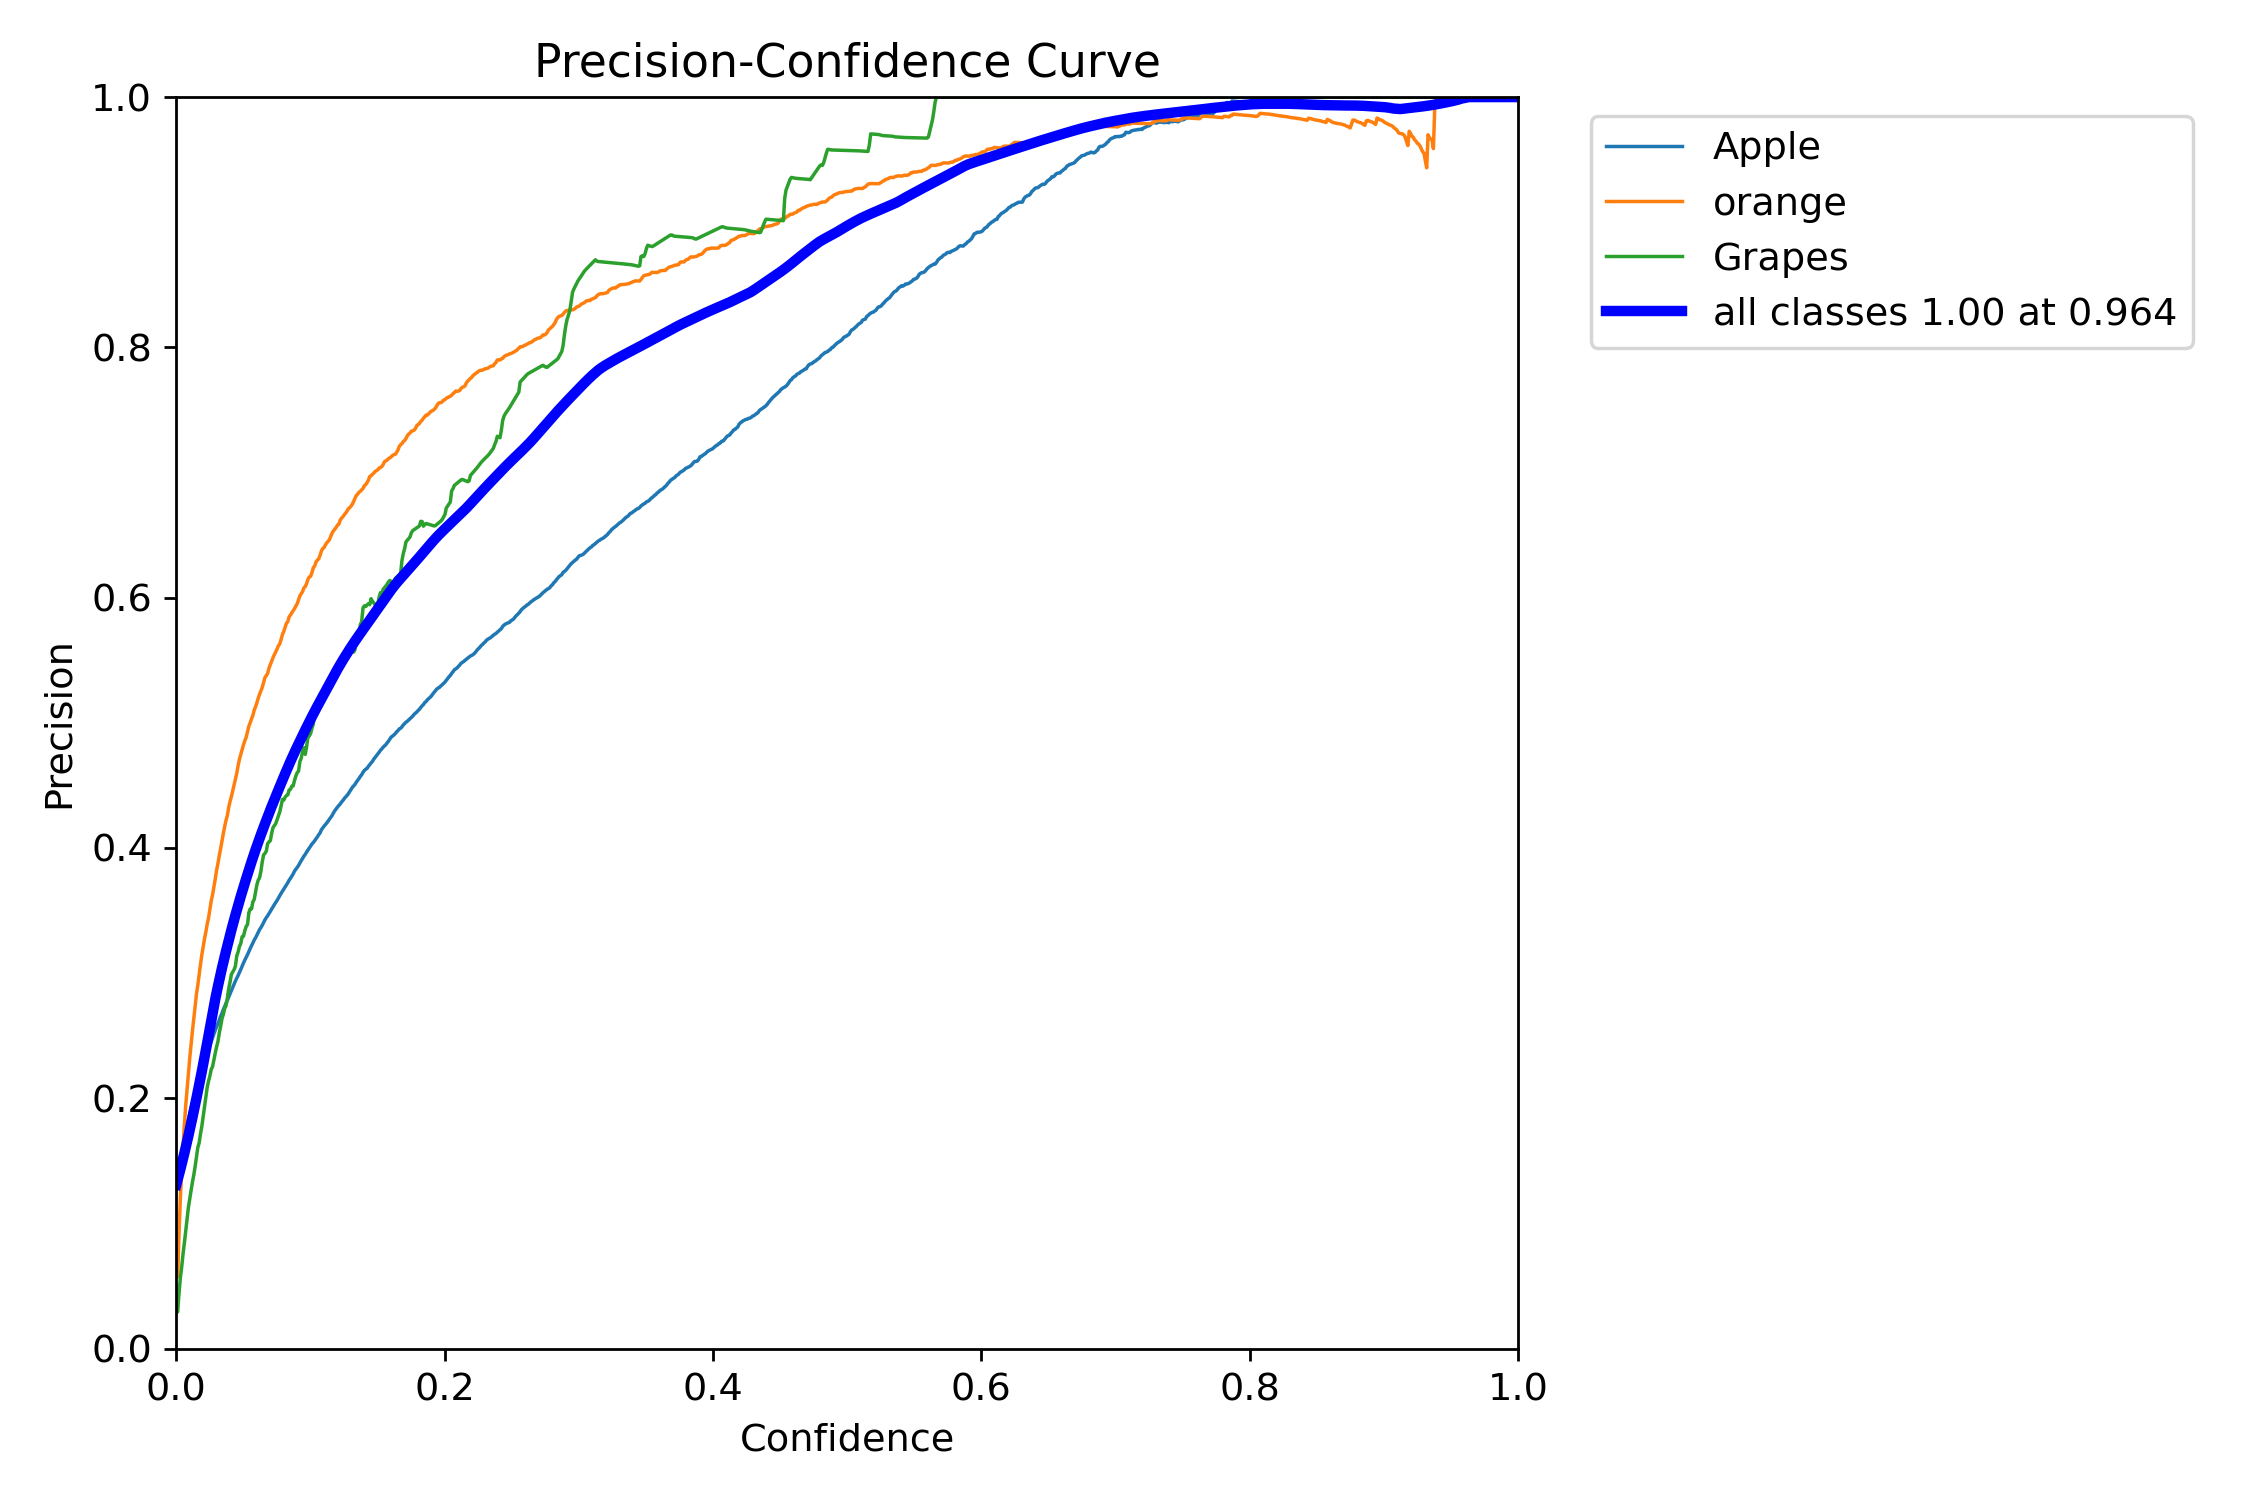 Precision-Confidence Curve
1.0
0.8
0.6
0.4
0.2
0.0
Precision
0.0 0.2 0.4 0.6 0.8 1.0
Confidence
Apple
orange
Grapes
all classes 1.00 at 0.964